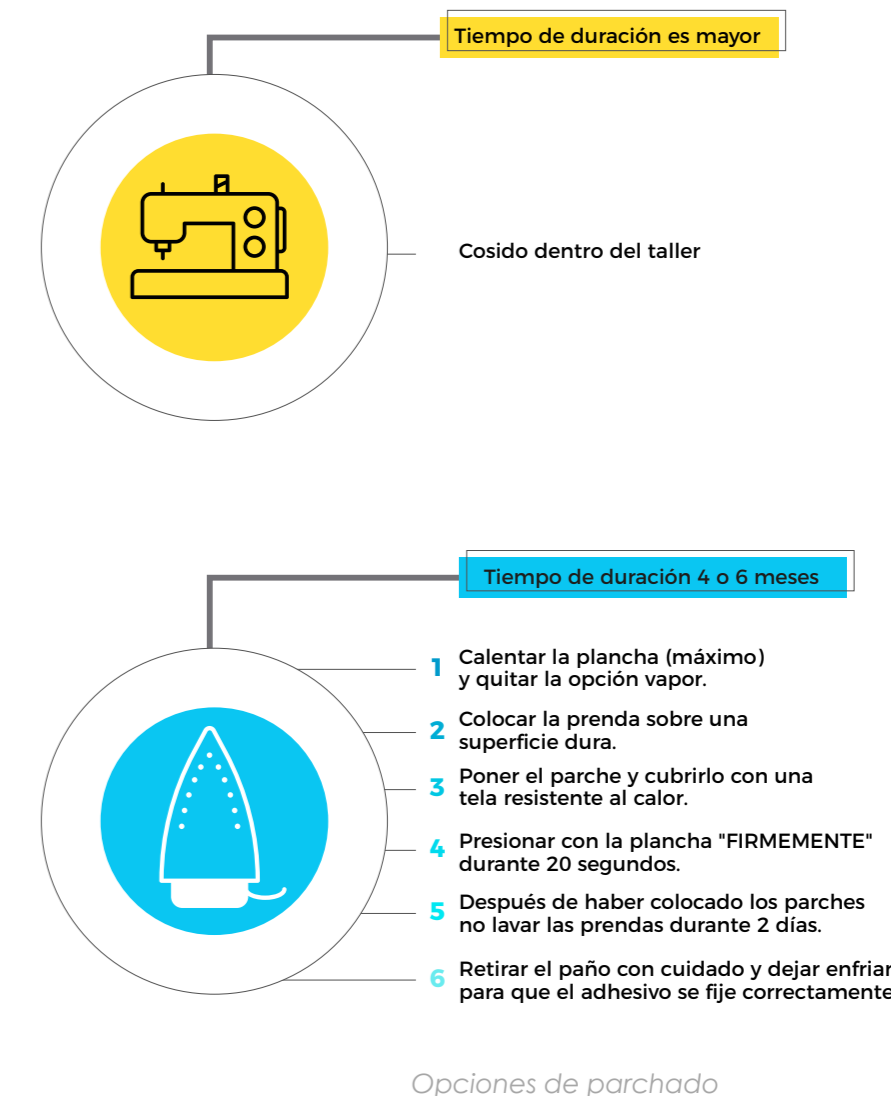 Tiempo de duración es mayor
Cosido dentro del taller
Tiempo de duración 4 o 6 meses
1 Calentar la plancha (máximo)
y quitar la opción vapor.
2 Colocar la prenda sobre una
superficie dura.
3 Poner el parche y cubrirlo con una
tela resistente al calor.
4 Presionar con la plancha "FIRMEMENTE"
durante 20 segundos.
5 Después de haber colocado los parches
no lavar las prendas durante 2 días.
6 Retirar el paño con cuidado y dejar enfriar
para que el adhesivo se fije correctamente
Opciones de parchado